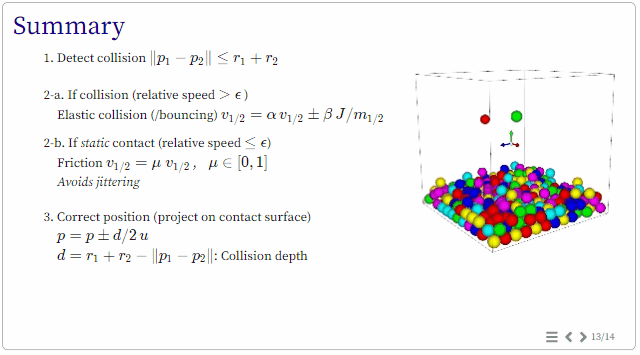 Summary
1. Detect collision ‖p₁ − p₂‖ ≤ r₁ + r₂
2-a. If collision (relative speed > ϵ)
Elastic collision (/bouncing) v₁/₂ = α v₁/₂ ± β J/m₁/₂
2-b. If static contact (relative speed ≤ ϵ)
Friction v₁/₂ = μ v₁/₂ , μ ∈ [0, 1]
Avoids jittering
3. Correct position (project on contact surface)
p = p ± d/2 u
d = r₁ + r₂ − ‖p₁ − p₂‖: Collision depth
13/14